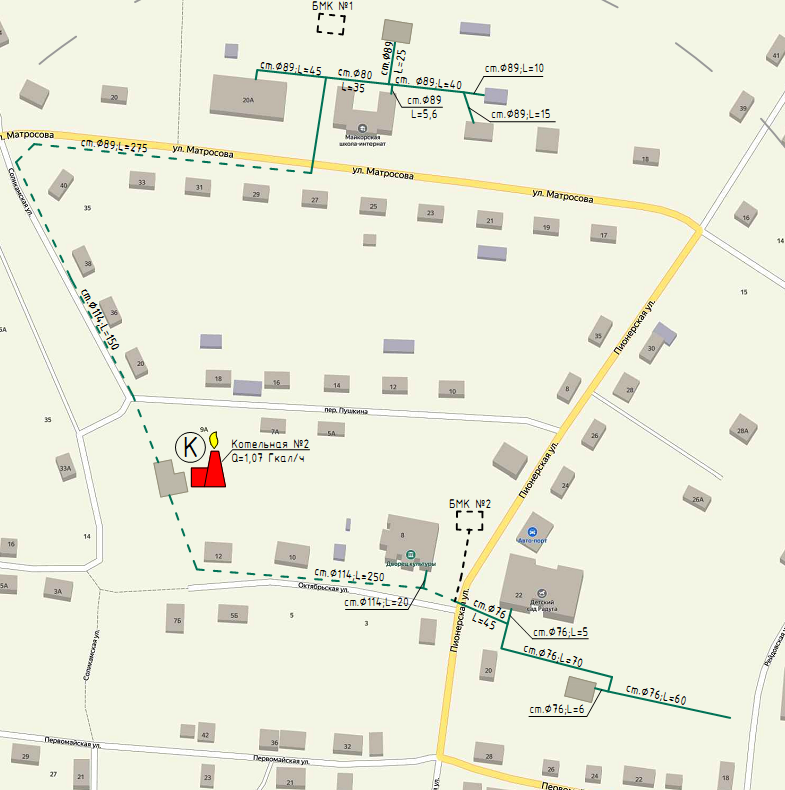 БМК №1
41
ст.Ф89
L=25
ст.Ф89;L=45
ст.Ф80
L=35
ст. Ф89;L=40
ст.Ф89;L=10
20
20А
ст.Ф89
L=5,6
ст.Ф89;L=15
39
Майкорская
школа-интернат
ул. Матросова
ст.Ф89;L=275
ул. Матросова
18
ул. Матросова
ул. Матросова
40
33
31
29
27
25
23
21
19
17
16
Соликамская ул.
35
14
38
15
36
ст.Ф114;L=150
35
30
Пионерская ул.
20
18
16
14
12
10
8
28
пер. Пушкина
35
9А
7А
5А
26
28А
К
Котельная №2
Q=1,07 Гкал/ч
33А
24
Пионерская ул.
26А
БМК №2
14
8
Авто-порт
16
12
10
Дворец культуры
ст.Ф114;L=250
5А
3А
Октябрьская ул.
22
Детский
сад Радуга
ст.Ф114;L=20
ст.Ф76
L=45
7Б
5Б
5
3
ст.Ф76;L=5
Пионерская ул.
Соликамская ул.
20
ст.Ф76;L=70
ст.Ф76;L=60
ст.Ф76;L=6
42
36
32
Первомайская ул.
Первомайская ул.
29
27
21
23
21
28
26
24
22
18